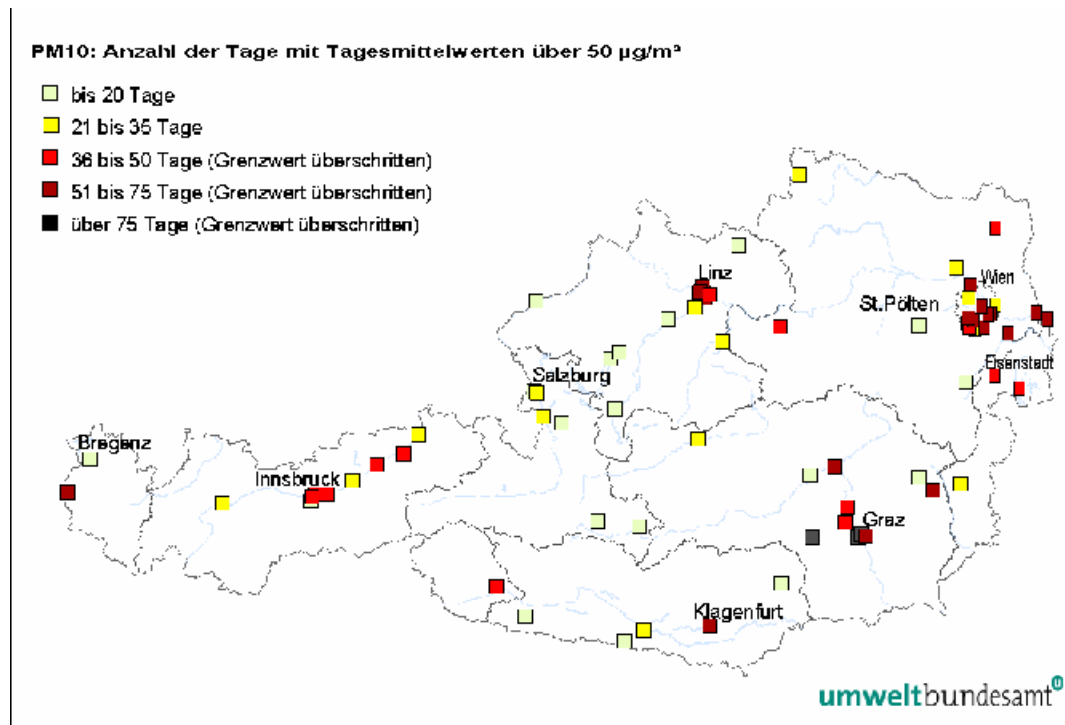 PM10: Anzahl der Tage mit Tagesmittelwerten über 50 µg/m³
bis 20 Tage
21 bis 35 Tage
36 bis 50 Tage (Grenzwert überschritten)
51 bis 75 Tage (Grenzwert überschritten)
über 75 Tage (Grenzwert überschritten)
Linz
Wien
St.Pölten
Eisenstadt
Salzburg
Bregenz
Innsbruck
Graz
Klagenfurt
umweltbundesamt u